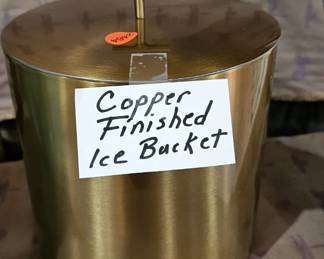 Copper
Finished
Ice Bucket